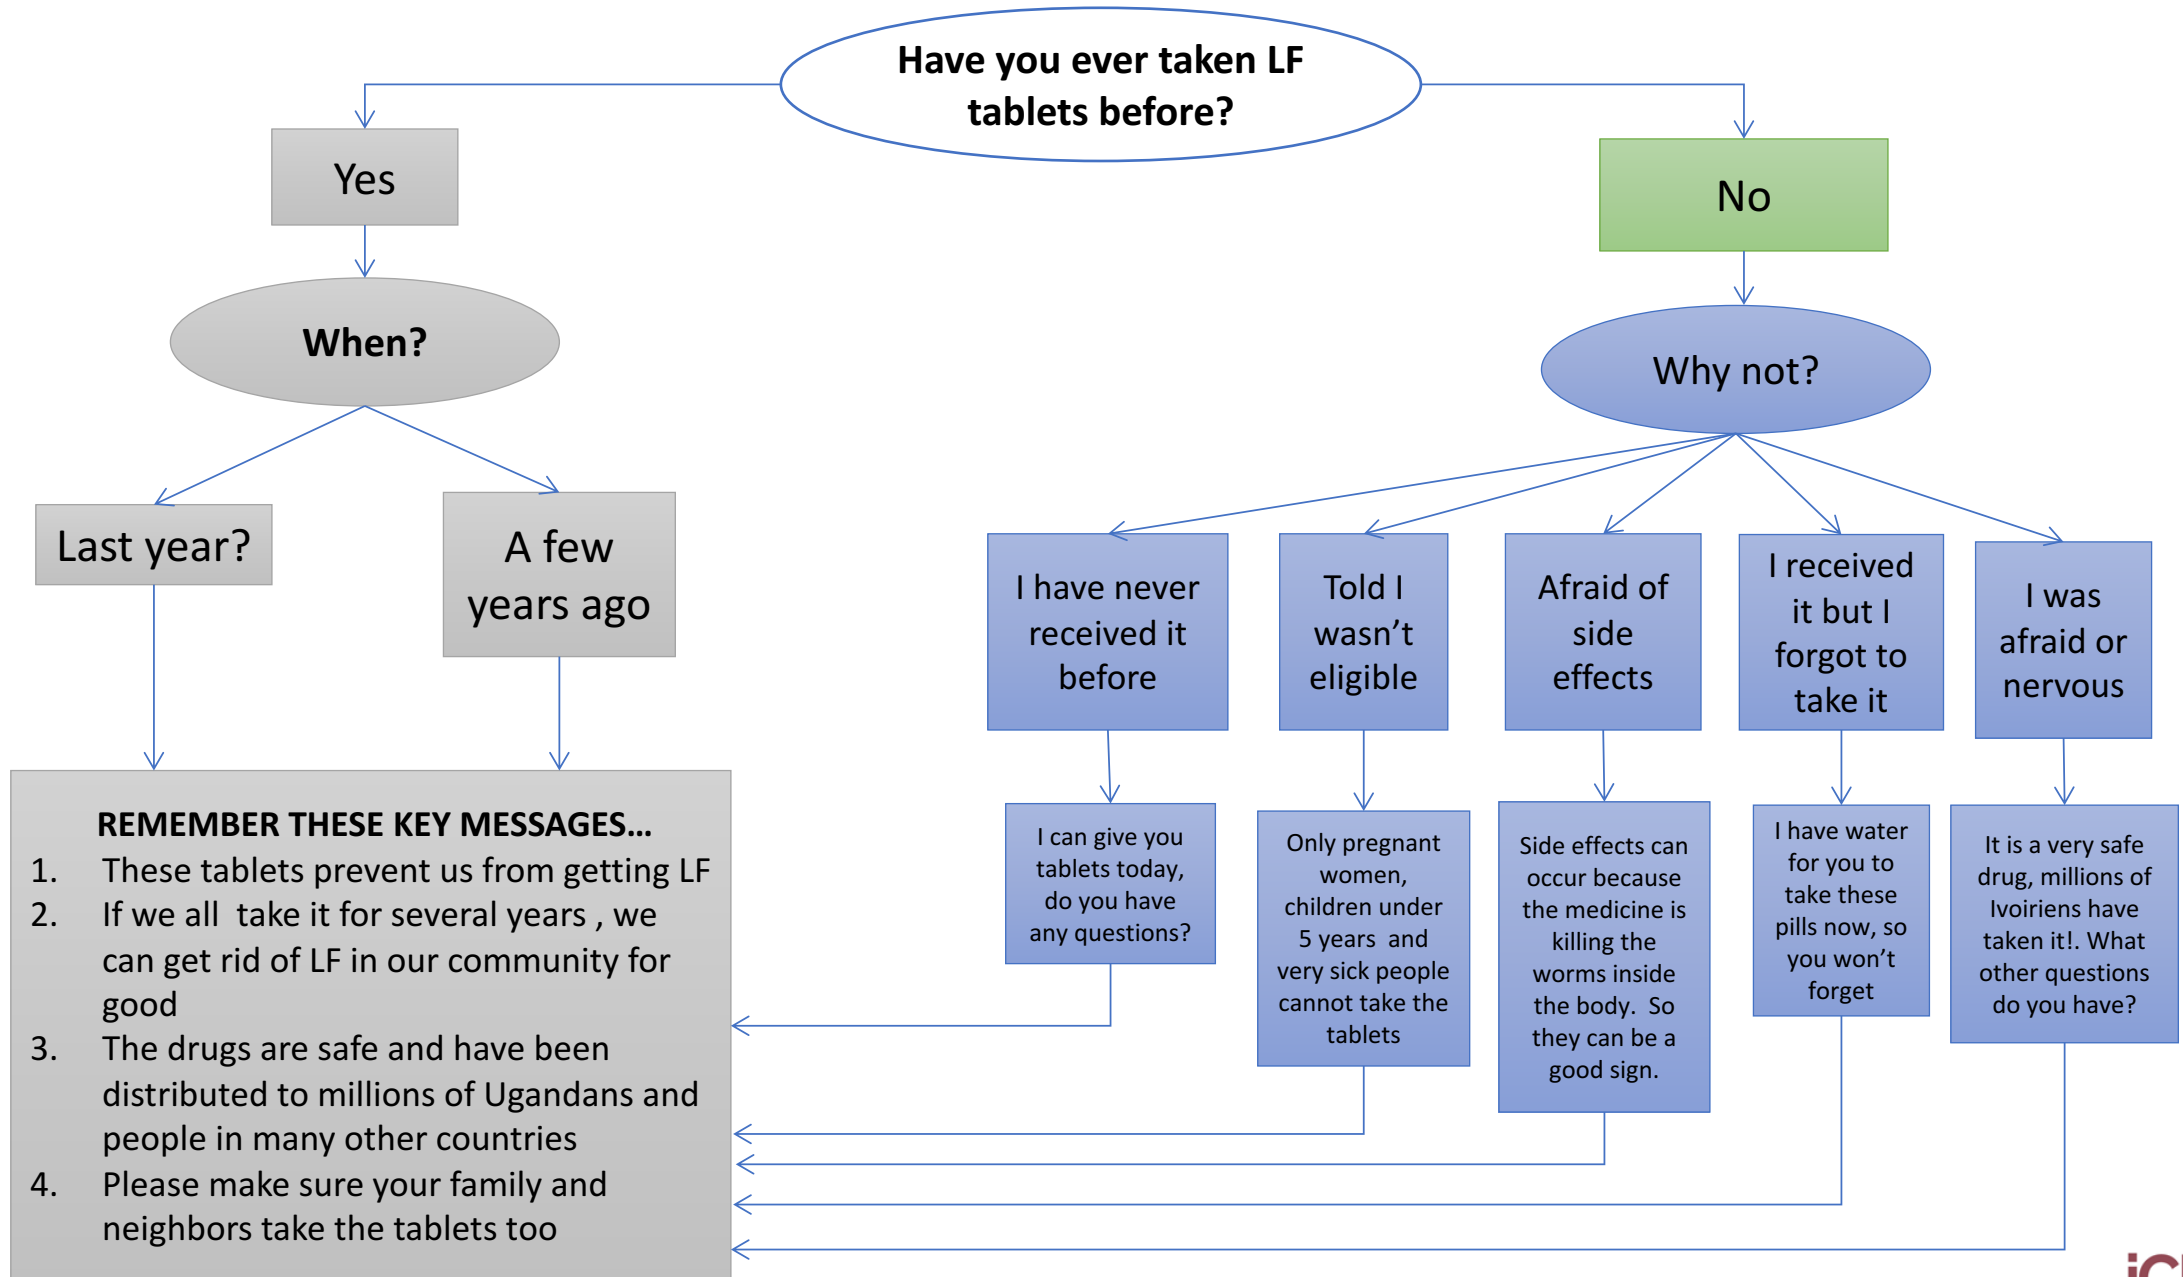 Have you ever taken LF
tablets before?
Yes
No
When?
Why not?
Last year?
A few
years ago
I have never
received it
before
Told I
wasn't
eligible
Afraid of
side
effects
I received
it but I
forgot to
take it
I was
afraid or
nervous
REMEMBER THESE KEY MESSAGES...
1. These tablets prevent us from getting LF
2. If we all  take it for several years , we
can get rid of LF in our community for
good
3. The drugs are safe and have been
distributed to millions of Ugandans and
people in many other countries
4. Please make sure your family and
neighbors take the tablets too
I can give you
tablets today,
do you have
any questions?
Only pregnant
women,
children under
5 years  and
very sick people
cannot take the
tablets
Side effects can
occur because
the medicine is
killing the
worms inside
the body.  So
they can be a
good sign.
I have water
for you to
take these
pills now, so
you won't
forget
It is a very safe
drug, millions of
Ivoiriens have
taken it!. What
other questions
do you have?